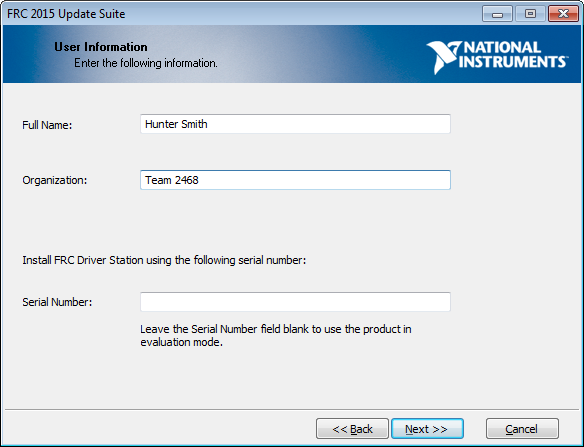 FRC 2015 Update Suite
User Information
Enter the following information.
NATIONAL
INSTRUMENTS
Full Name:
Hunter Smith
Organization:
Team 2468
Install FRC Driver Station using the following serial number:
Serial Number:
Leave the Serial Number field blank to use the product in
evaluation mode.
<< Back
Next >>
Cancel